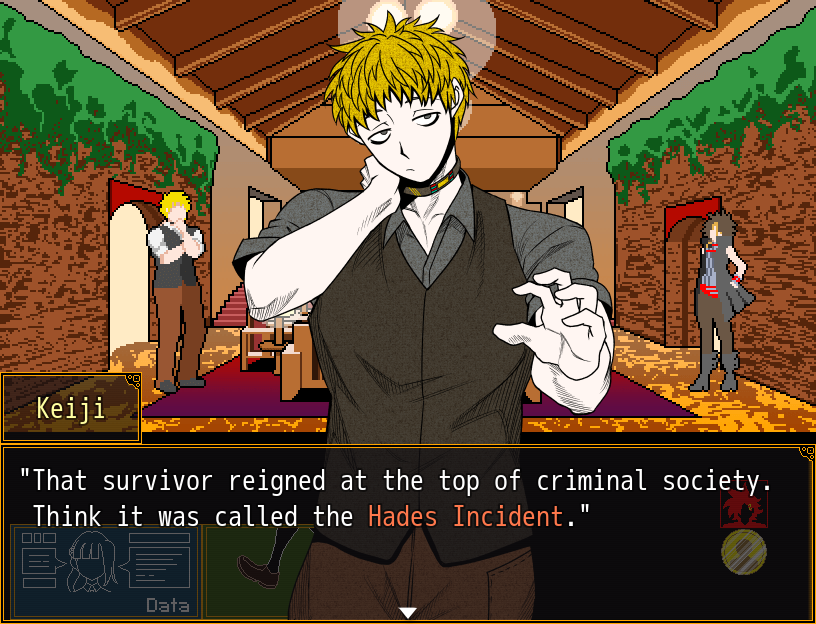 Keiji
"That survivor reigned at the top of criminal society.
Think it was called the Hades Incident."
Data